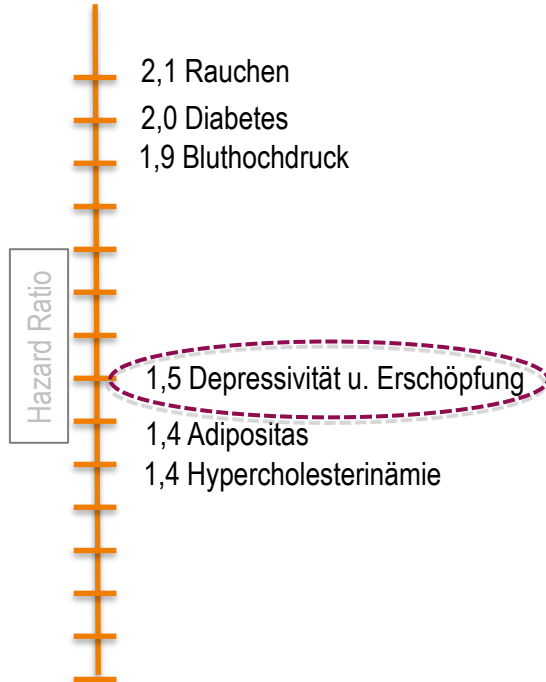 2,1 Rauchen
2,0 Diabetes
1,9 Bluthochdruck
Hazard Ratio
1,5 Depressivität u. Erschöpfung
1,4 Adipositas
1,4 Hypercholesterinämie